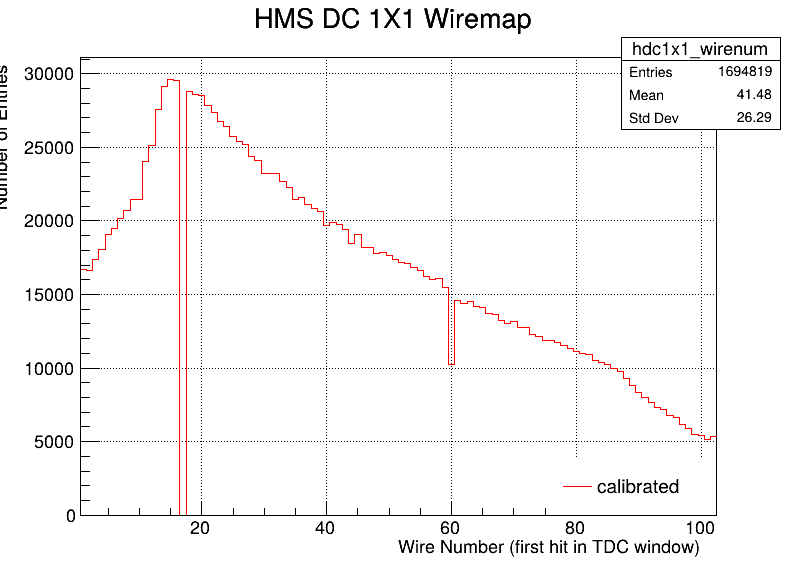 HMS DC 1X1 Wiremap
hdc1x1_wirenum
Entries 1694819
Mean 41.48
Std Dev 26.29
Number of Entries
30000
25000
20000
15000
10000
5000
0
calibrated
20 40 60 80 100
Wire Number (first hit in TDC window)